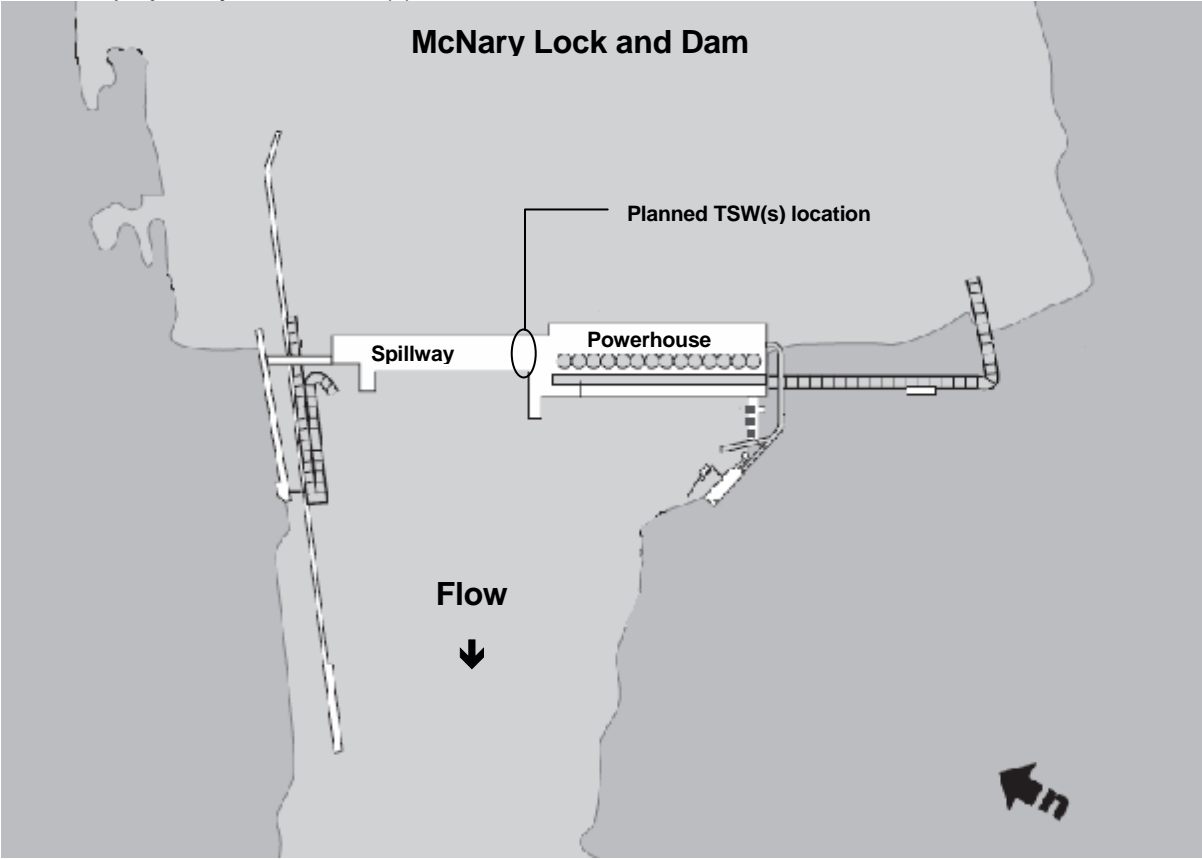 McNary Lock and Dam
Planned TSW(s) location
Powerhouse
Spillway
Flow
n